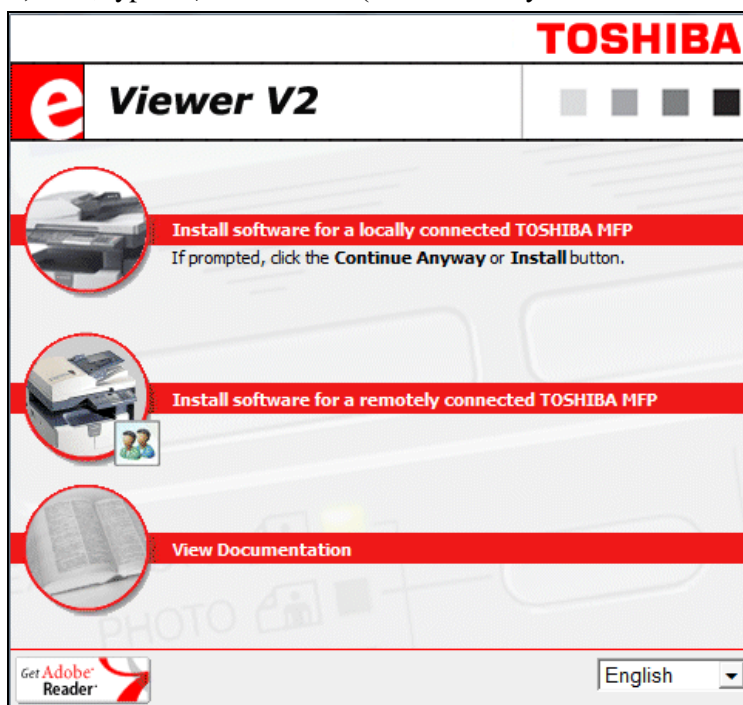 TOSHIBA
e Viewer V2
Install software for a locally connected TOSHIBA MFP
If prompted, click the Continue Anyway or Install button.
Install software for a remotely connected TOSHIBA MFP
View Documentation
PHOTO
Get Adobe
Reader
English